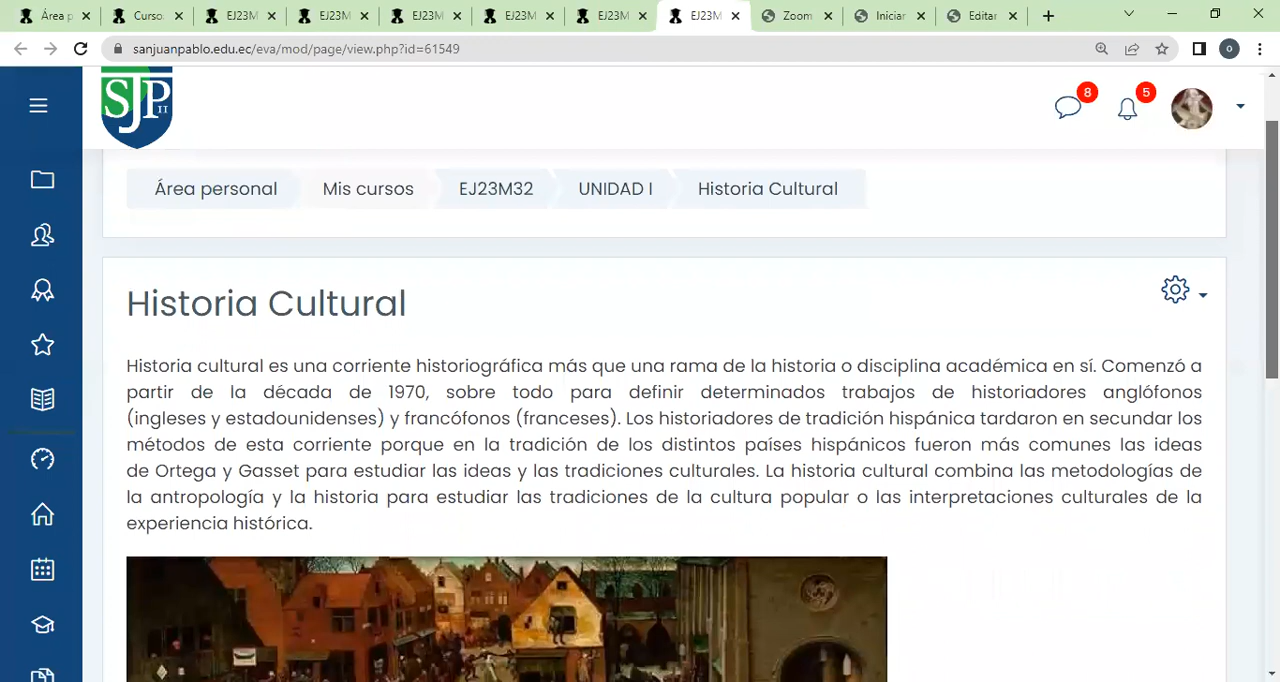 Área p
Curso:
EJ23M
EJ23M
EJ23M
EJ23M
EJ23M
EJ23M
Zoom
Iniciar
Editar
sanjuanpablo.edu.ec/eva/mod/page/view.php?id=61549
o
SJP II
8
5
Área personal
Mis cursos
EJ23M32
UNIDAD I
Historia Cultural
Historia Cultural
Historia cultural es una corriente historiográfica más que una rama de la historia o disciplina académica en sí. Comenzó a
partir de la década de 1970, sobre todo para definir determinados trabajos de historiadores anglófonos
(ingleses y estadounidenses) y francófonos (franceses). Los historiadores de tradición hispánica tardaron en secundar los
métodos de esta corriente porque en la tradición de los distintos países hispánicos fueron más comunes las ideas
de Ortega y Gasset para estudiar las ideas y las tradiciones culturales. La historia cultural combina las metodologías de
la antropología y la historia para estudiar las tradiciones de la cultura popular o las interpretaciones culturales de la
experiencia histórica.